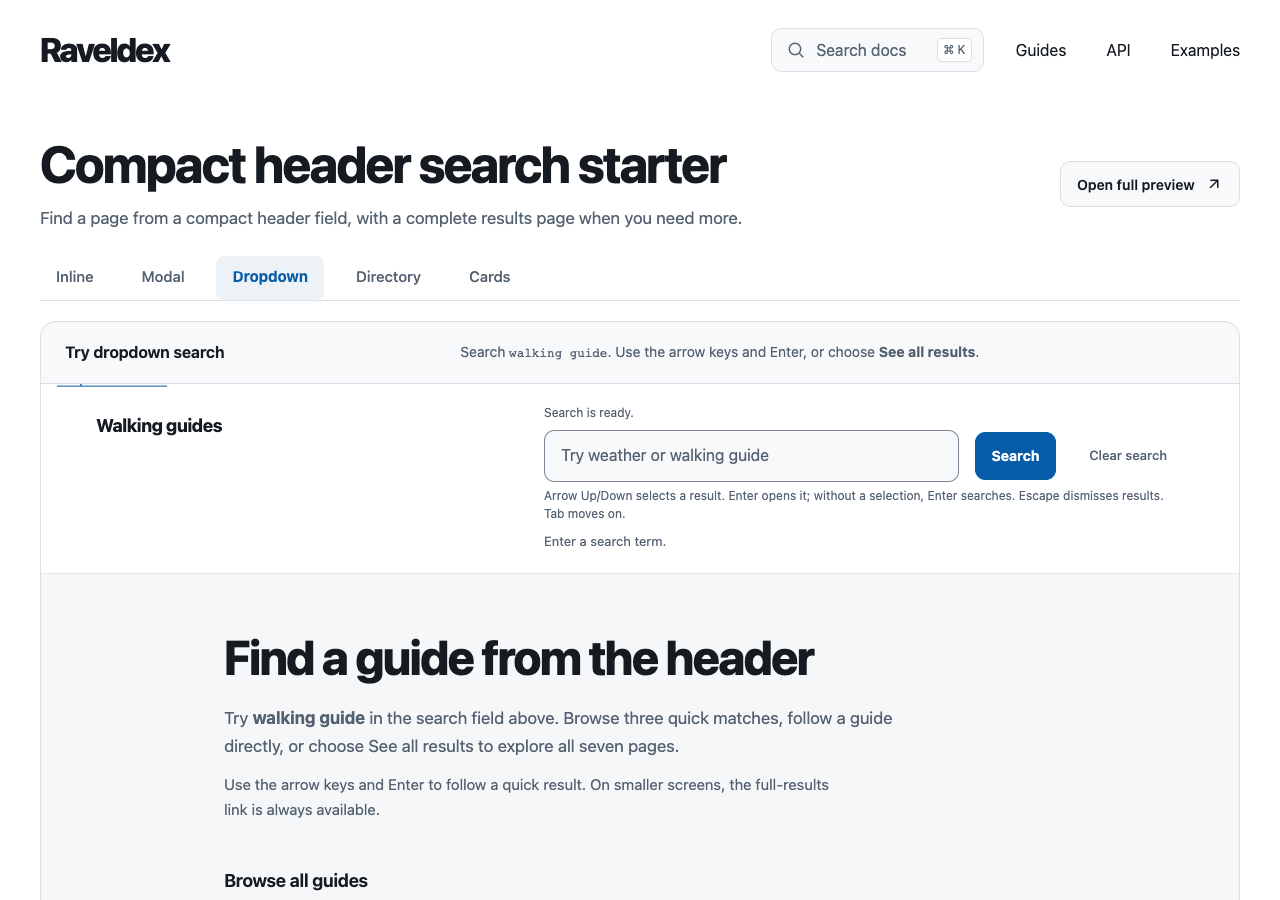 Raveldex
Search docs
⌘ K
Guides
API
Examples
Compact header search starter
Find a page from a compact header field, with a complete results page when you need more.
Open full preview
Inline
Modal
Dropdown
Directory
Cards
Try dropdown search
Search walking guide. Use the arrow keys and Enter, or choose See all results.
Walking guides
Search is ready.
Try weather or walking guide
Search
Clear search
Arrow Up/Down selects a result. Enter opens it; without a selection, Enter searches. Escape dismisses results.
Tab moves on.
Enter a search term.
Find a guide from the header
Try walking guide in the search field above. Browse three quick matches, follow a guide
directly, or choose See all results to explore all seven pages.
Use the arrow keys and Enter to follow a quick result. On smaller screens, the full-results
link is always available.
Browse all guides